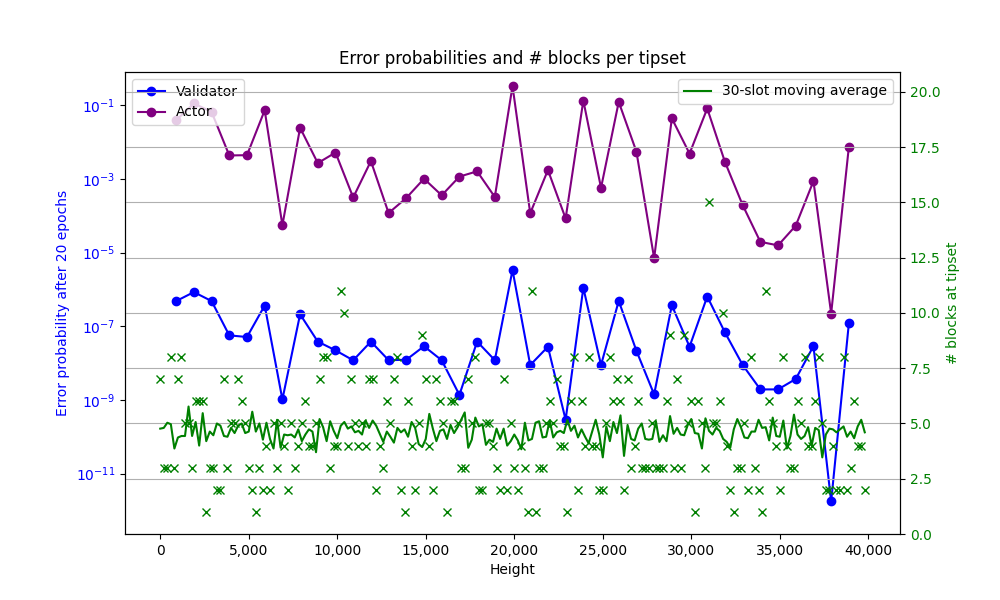 Error probabilities and # blocks per tipset
Validator
Actor
30-slot moving average
Error probability after 20 epochs
10⁻¹
10⁻³
10⁻⁵
10⁻⁷
10⁻⁹
10⁻¹¹
20.0
17.5
15.0
12.5
10.0
7.5
5.0
2.5
0.0
# blocks at tipset
0 5,000 10,000 15,000 20,000 25,000 30,000 35,000 40,000
Height